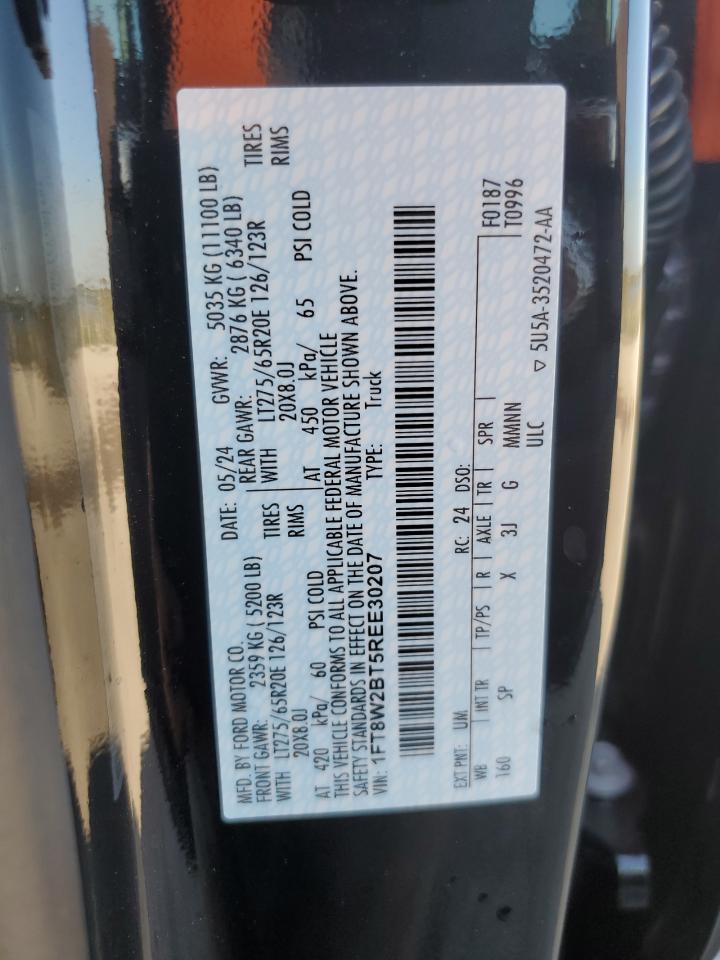 MFD. BY FORD MOTOR CO. DATE: 05/24 GVWR: 5035 KG (11100 LB)
FRONT GAWR: 2359 KG ( 5200 LB) REAR GAWR: 2876 KG ( 6340 LB)
WITH LT275/65R20E 126/123R TIRES WITH LT275/65R20E 126/123R TIRES
20X8.0J RIMS 20X8.0J RIMS
AT 420 kPa/ 60 PSI COLD AT 450 kPa/ 65 PSI COLD
THIS VEHICLE CONFORMS TO ALL APPLICABLE FEDERAL MOTOR VEHICLE
SAFETY STANDARDS IN EFFECT ON THE DATE OF MANUFACTURE SHOWN ABOVE.
VIN: 1FT8W2BT5REE30207 TYPE: Truck
EXT PNT: UM RC: 24 DSO: F0187
WB INT TR TP/PS R AXLE TR SPR T0996
160 SP X 3J G MMNNN
ULC
▽ 5U5A-3520472-AA